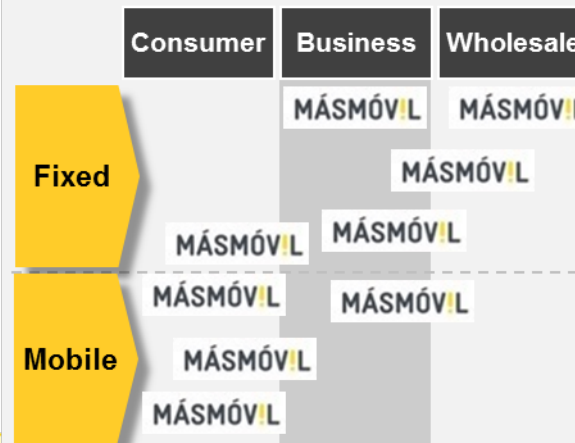 Consumer Business Wholesale
MÁSMÓV!L MÁSMÓV!
Fixed MÁSMÓV!L
MÁSMÓV!L MÁSMÓV!L
MÁSMÓV!L MÁSMÓV!L
Mobile MÁSMÓV!L
MÁSMÓV!L